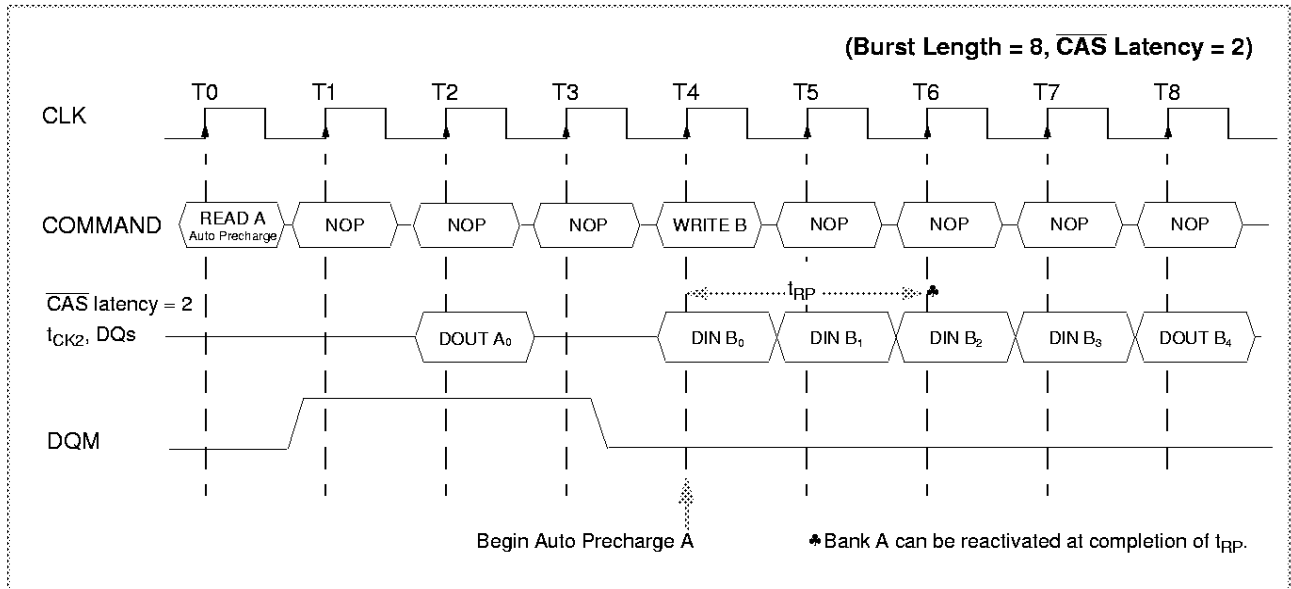 (Burst Length = 8, CAS Latency = 2)
T0 T1 T2 T3 T4 T5 T6 T7 T8
CLK
COMMAND READ A Auto Precharge NOP NOP NOP WRITE B NOP NOP NOP NOP
tRP ♣
CAS latency = 2
tCK2, DQs DOUT A0 DIN B0 DIN B1 DIN B2 DIN B3 DOUT B4
DQM
Begin Auto Precharge A ♣Bank A can be reactivated at completion of tRP.